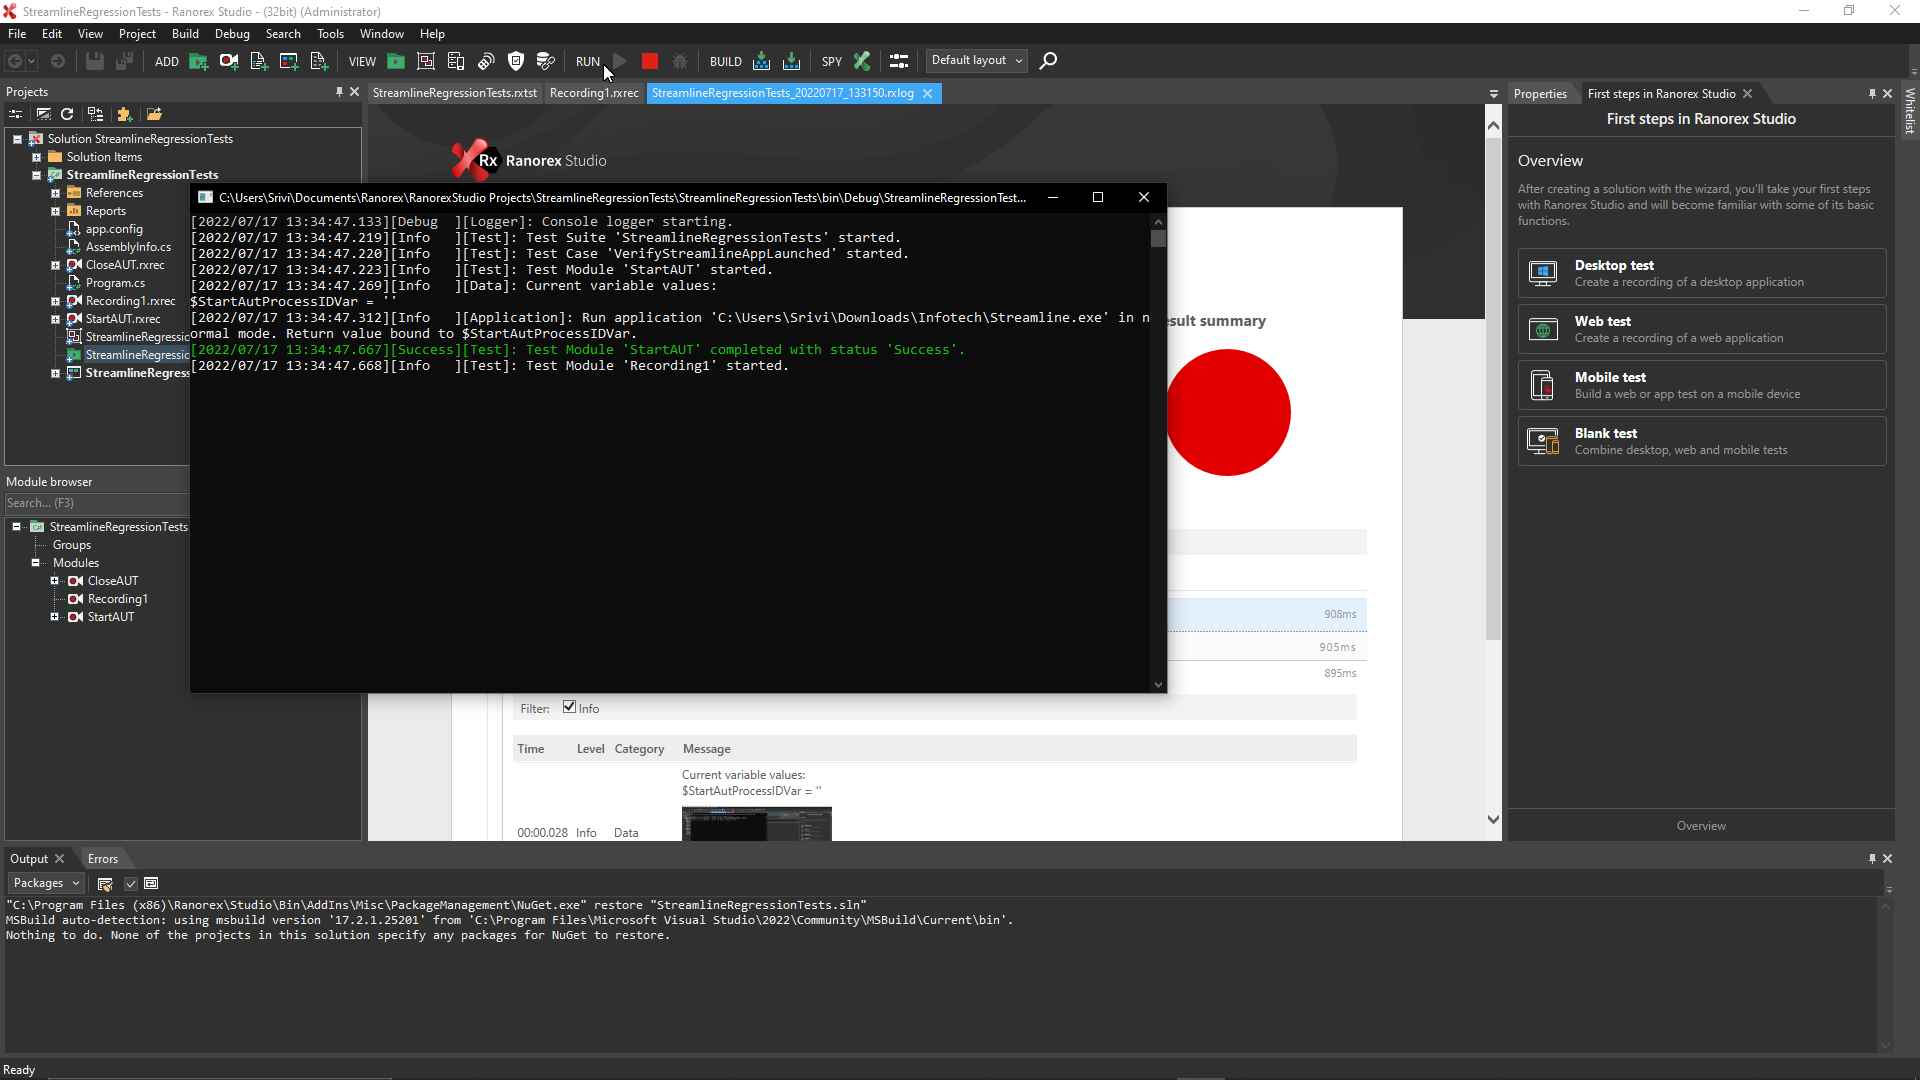 StreamlineRegressionTests - Ranorex Studio - (32bit) (Administrator)
File Edit View Project Build Debug Search Tools Window Help
ADD VIEW RUN BUILD SPY Default layout
Projects
Solution StreamlineRegressionTests
Solution Items
StreamlineRegressionTests
References
Reports
app.config
AssemblyInfo.cs
CloseAUT.rxrec
Program.cs
Recording1.rxrec
StartAUT.rxrec
StreamlineRegressic
StreamlineRegressic
StreamlineRegres
Module browser
Search... (F3)
StreamlineRegressionTests
Groups
Modules
CloseAUT
Recording1
StartAUT
StreamlineRegressionTests.rxtst Recording1.rxrec StreamlineRegressionTests_20220717_133150.rxlog
Rx Ranorex Studio
C:\Users\Srivi\Documents\Ranorex\RanorexStudio Projects\StreamlineRegressionTests\StreamlineRegressionTests\bin\Debug\StreamlineRegressionTest...
[2022/07/17 13:34:47.133][Debug ][Logger]: Console logger starting.
[2022/07/17 13:34:47.219][Info ][Test]: Test Suite 'StreamlineRegressionTests' started.
[2022/07/17 13:34:47.220][Info ][Test]: Test Case 'VerifyStreamlineAppLaunched' started.
[2022/07/17 13:34:47.223][Info ][Test]: Test Module 'StartAUT' started.
[2022/07/17 13:34:47.269][Info ][Data]: Current variable values:
$StartAutProcessIDVar = ''
[2022/07/17 13:34:47.312][Info ][Application]: Run application 'C:\Users\Srivi\Downloads\Infotech\Streamline.exe' in n
ormal mode. Return value bound to $StartAutProcessIDVar.
[2022/07/17 13:34:47.667][Success][Test]: Test Module 'StartAUT' completed with status 'Success'.
[2022/07/17 13:34:47.668][Info ][Test]: Test Module 'Recording1' started.
sult summary
908ms
905ms
895ms
Filter: Info
Time Level Category Message
Current variable values:
$StartAutProcessIDVar = ''
00:00.028 Info Data
Properties First steps in Ranorex Studio
First steps in Ranorex Studio
Overview
After creating a solution with the wizard, you'll take your first steps
with Ranorex Studio and will become familiar with some of its basic
functions.
Desktop test
Create a recording of a desktop application
Web test
Create a recording of a web application
Mobile test
Build a web or app test on a mobile device
Blank test
Combine desktop, web and mobile tests
Overview
Whitelist
Output Errors
Packages
"C:\Program Files (x86)\Ranorex\Studio\Bin\AddIns\Misc\PackageManagement\NuGet.exe" restore "StreamlineRegressionTests.sln"
MSBuild auto-detection: using msbuild version '17.2.1.25201' from 'C:\Program Files\Microsoft Visual Studio\2022\Community\MSBuild\Current\bin'.
Nothing to do. None of the projects in this solution specify any packages for NuGet to restore.
Ready